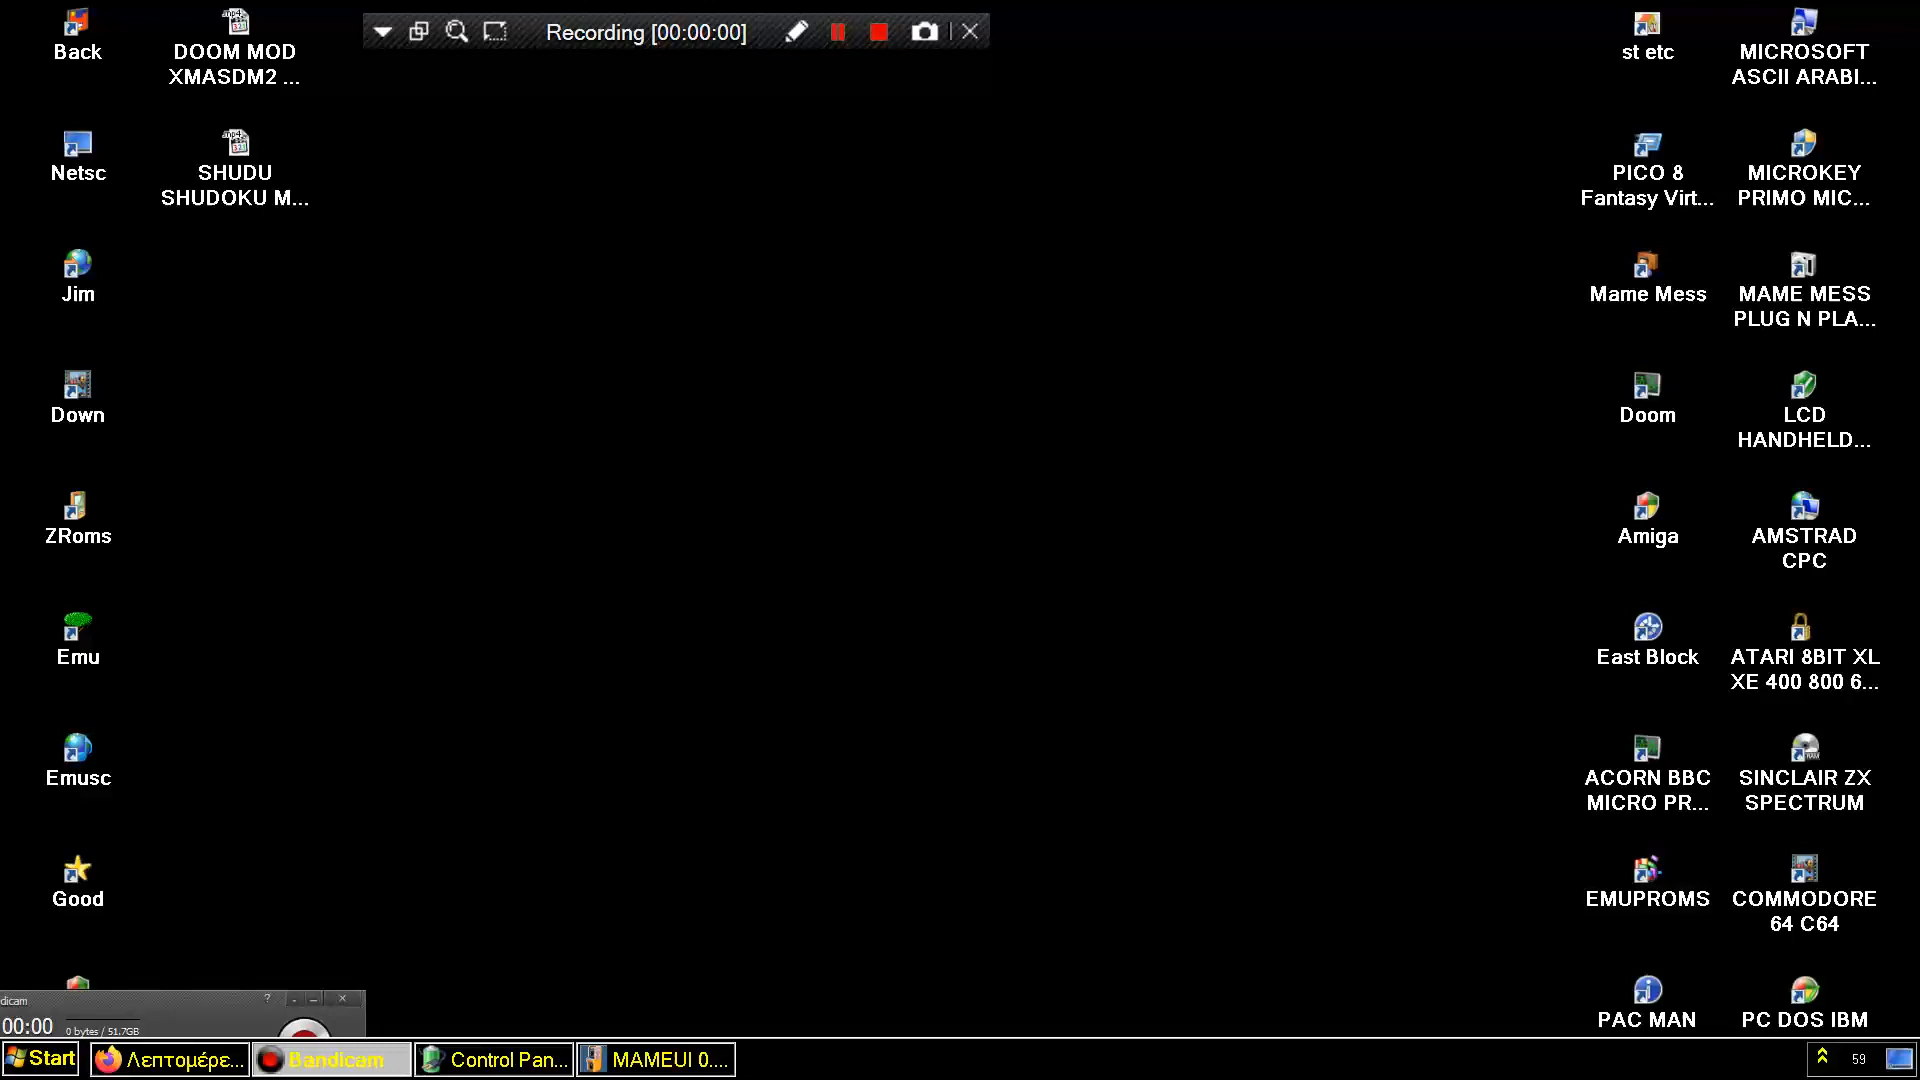 Recording [00:00:00]
Back
Netsc
Jim
Down
ZRoms
Emu
Emusc
Good
DOOM MOD
XMASDM2 ...
SHUDU
SHUDOKU M...
st etc
PICO 8
Fantasy Virt...
Mame Mess
Doom
Amiga
East Block
ACORN BBC
MICRO PR...
EMUPROMS
PAC MAN
MICROSOFT
ASCII ARABI...
MICROKEY
PRIMO MIC...
MAME MESS
PLUG N PLA...
LCD
HANDHELD...
AMSTRAD
CPC
ATARI 8BIT XL
XE 400 800 6...
SINCLAIR ZX
SPECTRUM
COMMODORE
64 C64
PC DOS IBM
dicam
00:00
0 bytes / 51.7GB
Start
Λεπτομέρε...
Bandicam
Control Pan...
MAMEUI 0....
59